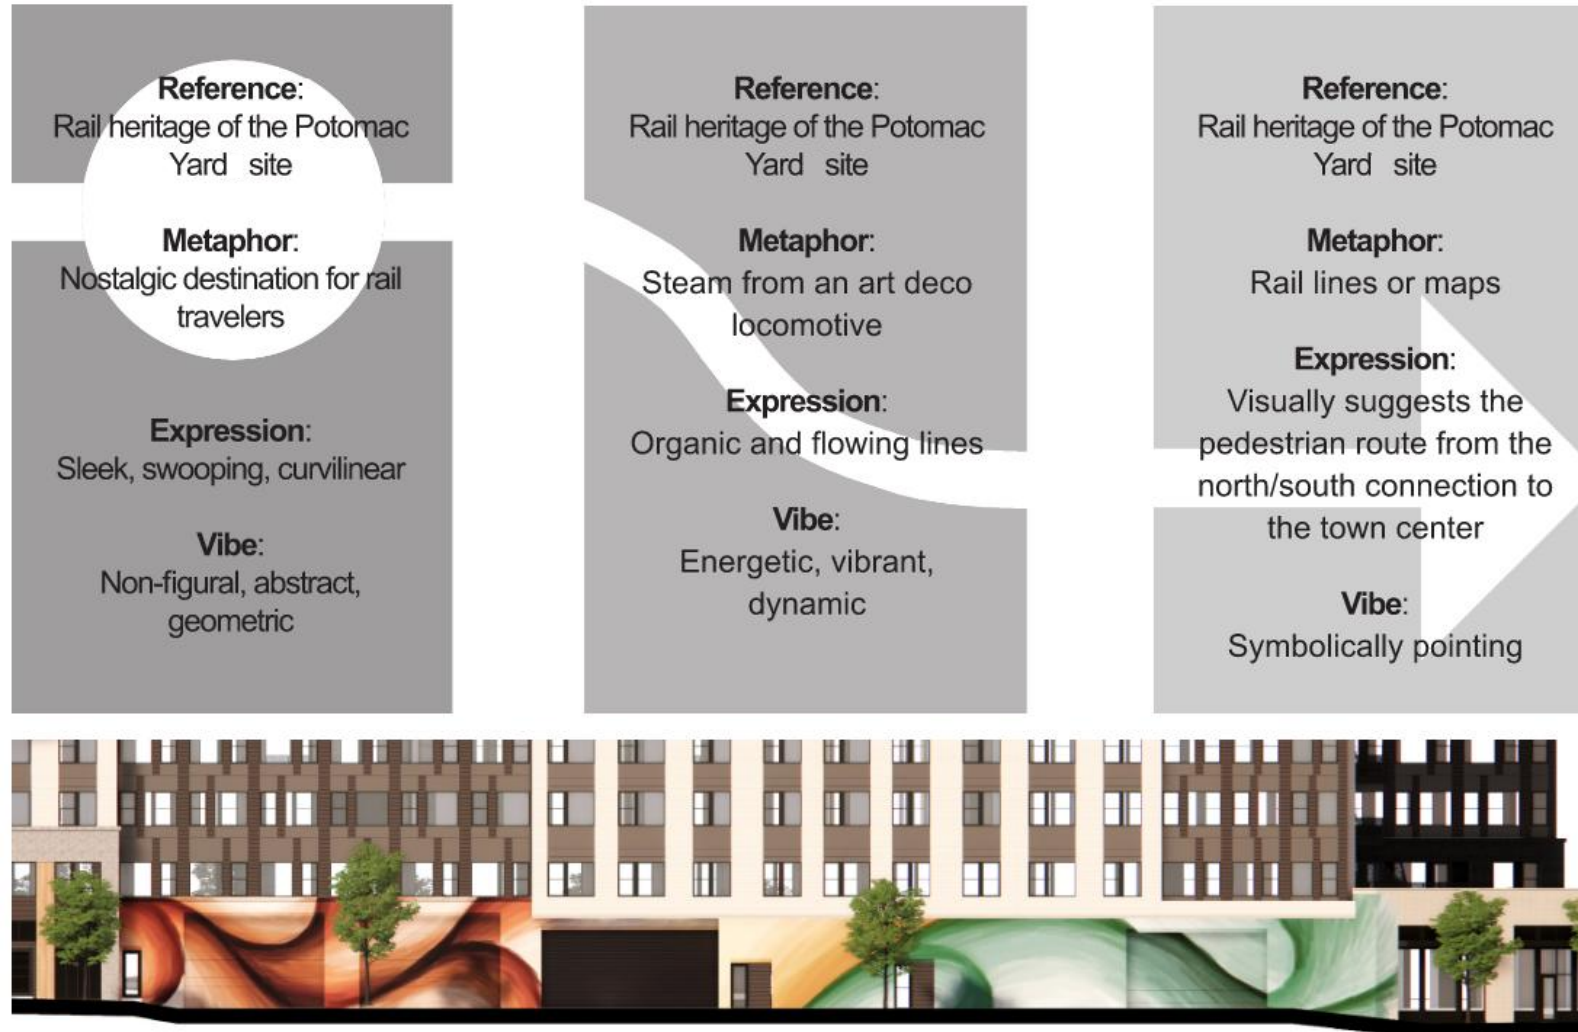 Reference:
Rail heritage of the Potomac
Yard site
Metaphor:
Nostalgic destination for rail
travelers
Expression:
Sleek, swooping, curvilinear
Vibe:
Non-figural, abstract,
geometric
Reference:
Rail heritage of the Potomac
Yard site
Metaphor:
Steam from an art deco
locomotive
Expression:
Organic and flowing lines
Vibe:
Energetic, vibrant,
dynamic
Reference:
Rail heritage of the Potomac
Yard site
Metaphor:
Rail lines or maps
Expression:
Visually suggests the
pedestrian route from the
north/south connection to
the town center
Vibe:
Symbolically pointing